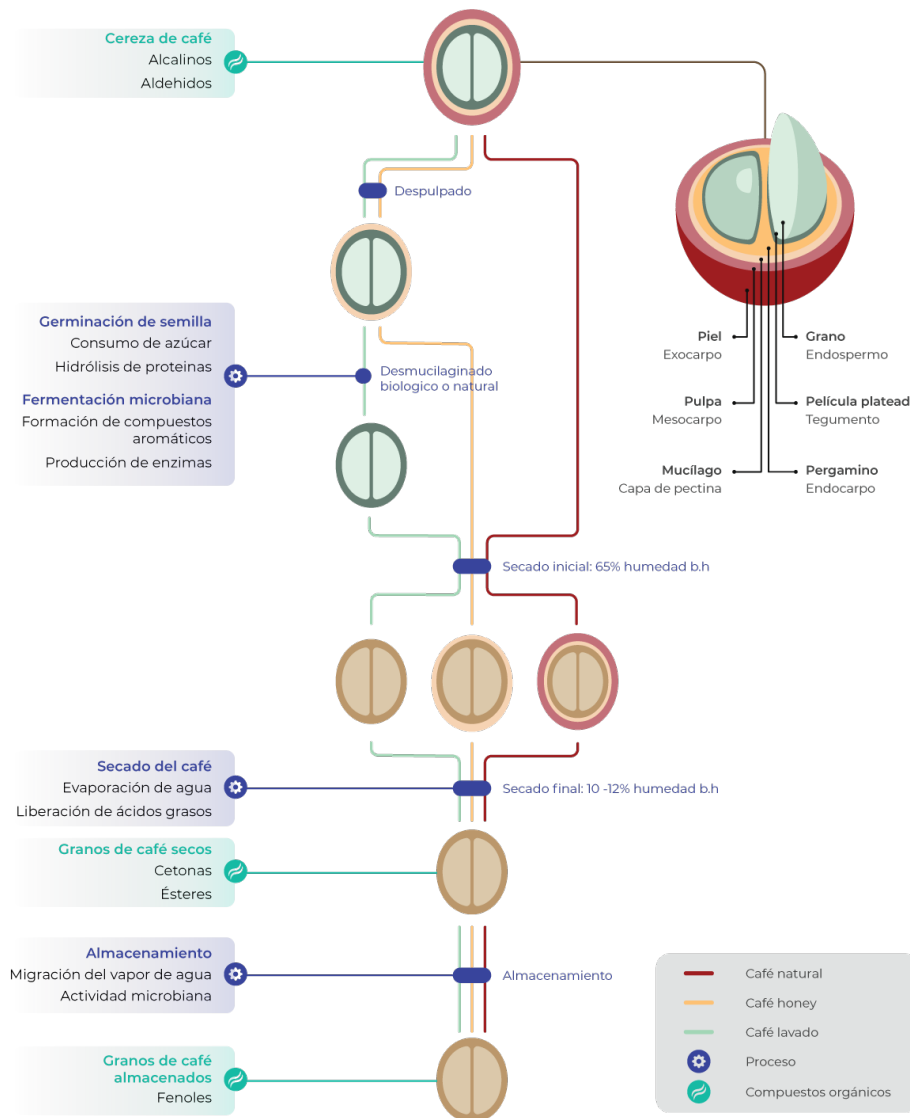 Cereza de café
Alcalinos
Aldehidos
Despulpado
Germinación de semilla
Consumo de azúcar
Hidrólisis de proteinas
Fermentación microbiana
Formación de compuestos
aromáticos
Producción de enzimas
Desmucilaginado
biologico o natural
Piel
Exocarpo
Grano
Endospermo
Pulpa
Mesocarpo
Película platead
Tegumento
Mucílago
Capa de pectina
Pergamino
Endocarpo
Secado inicial: 65% humedad b.h
Secado del café
Evaporación de agua
Liberación de ácidos grasos
Secado final: 10 -12% humedad b.h
Granos de café secos
Cetonas
Ésteres
Almacenamiento
Migración del vapor de agua
Actividad microbiana
Almacenamiento
Granos de café
almacenados
Fenoles
Café natural
Café honey
Café lavado
Proceso
Compuestos orgánicos